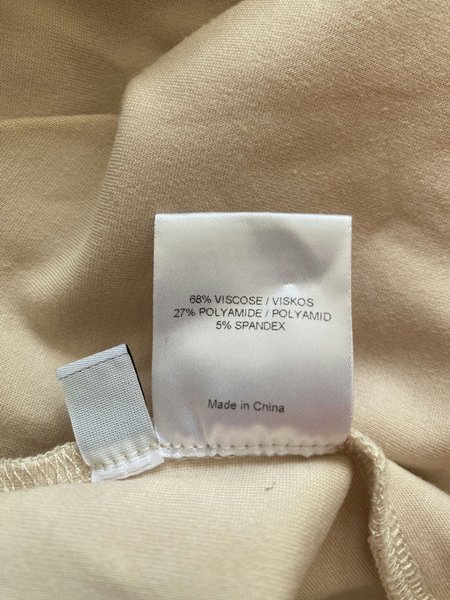 68% VISCOSE / VISKOS
27% POLYAMIDE / POLYAMID
5% SPANDEX
Made in China